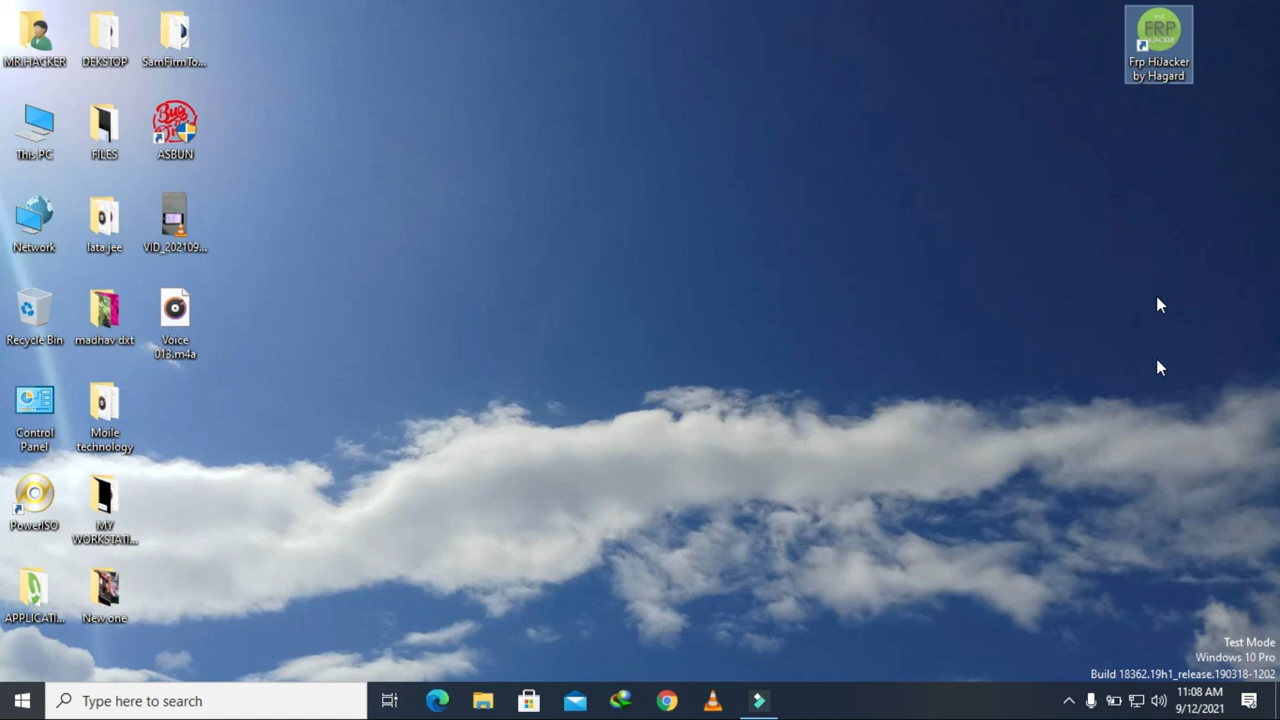 MR.HACKER
DEKSTOP
SamFirmTo...
This PC
FILES
ASBUN
Network
lata jee
VID_202109...
Recycle Bin
madhav dxt
Voice
013.m4a
Control
Panel
Moile
technology
PowerISO
MY
WORKSTATI...
APPLICATI...
New one
FRP
Frp HiJacker
by Hagard
Test Mode
Windows 10 Pro
Build 18362.19h1_release.190318-1202
Type here to search
11:08 AM
9/12/2021